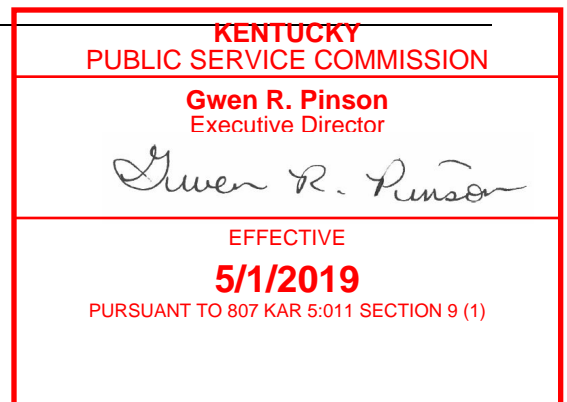 KENTUCKY
PUBLIC SERVICE COMMISSION
Gwen R. Pinson
Executive Director
Gwen R. Pinson
EFFECTIVE
5/1/2019
PURSUANT TO 807 KAR 5:011 SECTION 9 (1)